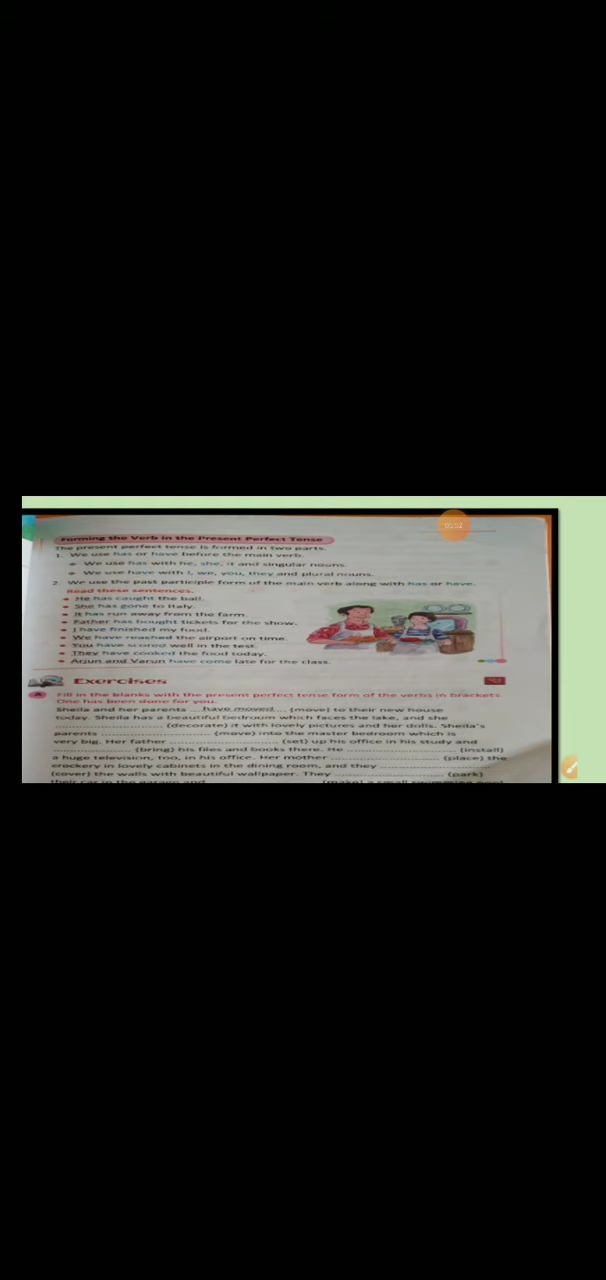 05:52
Forming the Verb in the Present Perfect Tense
The present perfect tense is formed in two parts.
1. We use has or have before the main verb.
We use has with he, she, it and singular nouns.
We use have with I, we, you, they and plural nouns.
2. We use the past participle form of the main verb along with has or have.
Read these sentences.
• He has caught the ball.
• She has gone to Italy.
• It has run away from the farm.
• Father has bought tickets for the show.
• I have finished my food.
• We have reached the airport on time.
• You have scored well in the test.
• They have cooked the food today.
• Arjun and Varun have come late for the class.
Exercises
A Fill in the blanks with the present perfect tense form of the verbs in brackets.
One has been done for you.
Sheila and her parents ... have moved ... (move) to their new house
today. Sheila has a beautiful bedroom which faces the lake, and she
.............................. (decorate) it with lovely pictures and her dolls. Sheila's
parents .............................. (move) into the master bedroom which is
very big. Her father .............................. (set) up his office in his study and
.............................. (bring) his files and books there. He .............................. (install)
a huge television, too, in his office. Her mother .............................. (place) the
crockery in lovely cabinets in the dining room, and they ..............................
(cover) the walls with beautiful wallpaper. They .............................. (park)
their car in the garage and .............................. (make) a small swimming pool